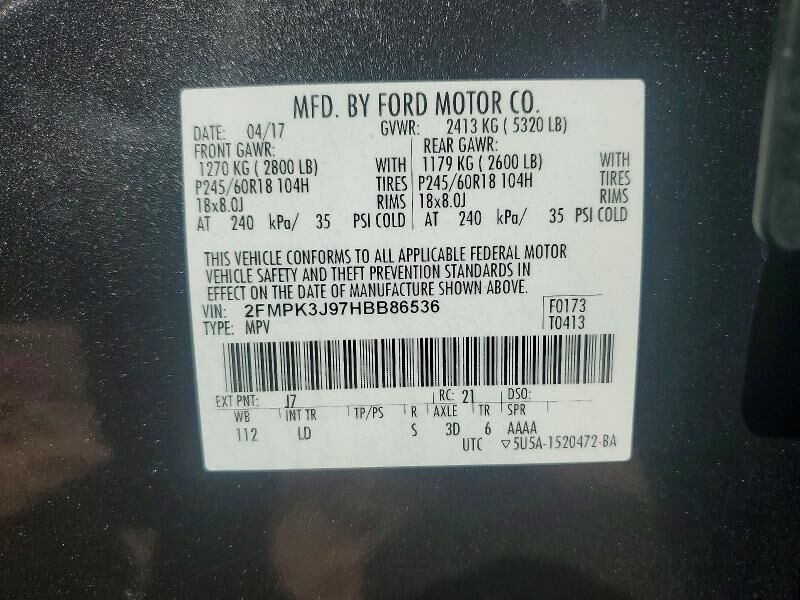 MFD. BY FORD MOTOR CO.
DATE: 04/17 GVWR: 2413 KG ( 5320 LB)
FRONT GAWR: REAR GAWR:
1270 KG ( 2800 LB) WITH 1179 KG ( 2600 LB) WITH
P245/60R18 104H TIRES P245/60R18 104H TIRES
18x8.0J RIMS 18x8.0J RIMS
AT 240 kPa/ 35 PSI COLD AT 240 kPa/ 35 PSI COLD
THIS VEHICLE CONFORMS TO ALL APPLICABLE FEDERAL MOTOR
VEHICLE SAFETY AND THEFT PREVENTION STANDARDS IN
EFFECT ON THE DATE OF MANUFACTURE SHOWN ABOVE.
VIN: 2FMPK3J97HBB86536 F0173
TYPE: MPV T0413
EXT PNT: J7 RC: 21 DSO:
WB INT TR TP/PS R AXLE TR SPR
112 LD S 3D 6 AAAA
UTC ▽5U5A-1520472-BA